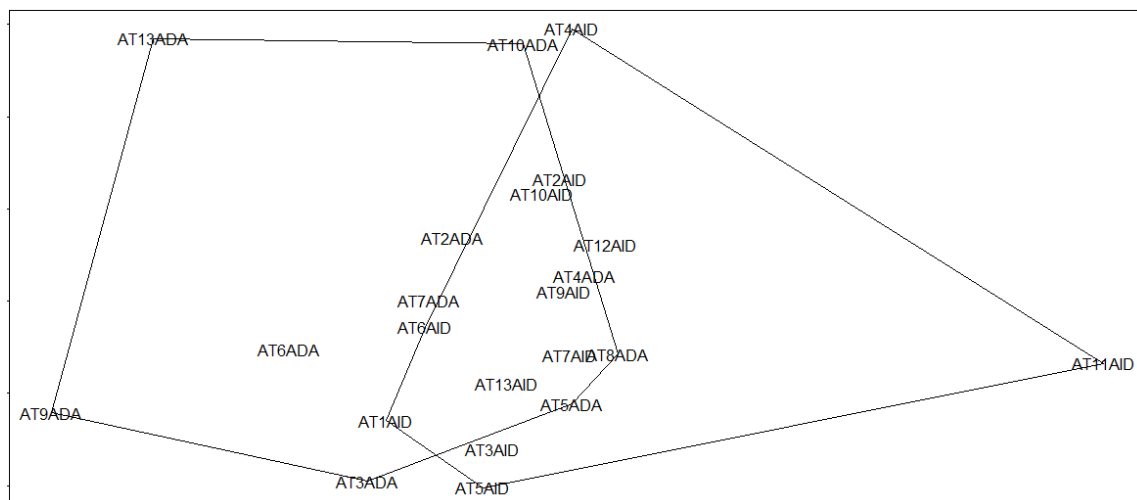 AT4AID
AT13ADA
AT10ADA
AT2AID
AT10AID
AT2ADA
AT12AID
AT4ADA
AT9AID
AT7ADA
AT6AID
AT6ADA
AT7AID
AT8ADA
AT11AID
AT13AID
AT5ADA
AT9ADA
AT1AID
AT3AID
AT3ADA
AT5AID